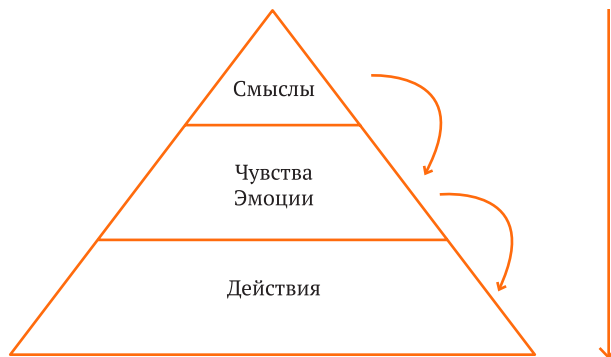 Смыслы
Чувства
Эмоции
Действия